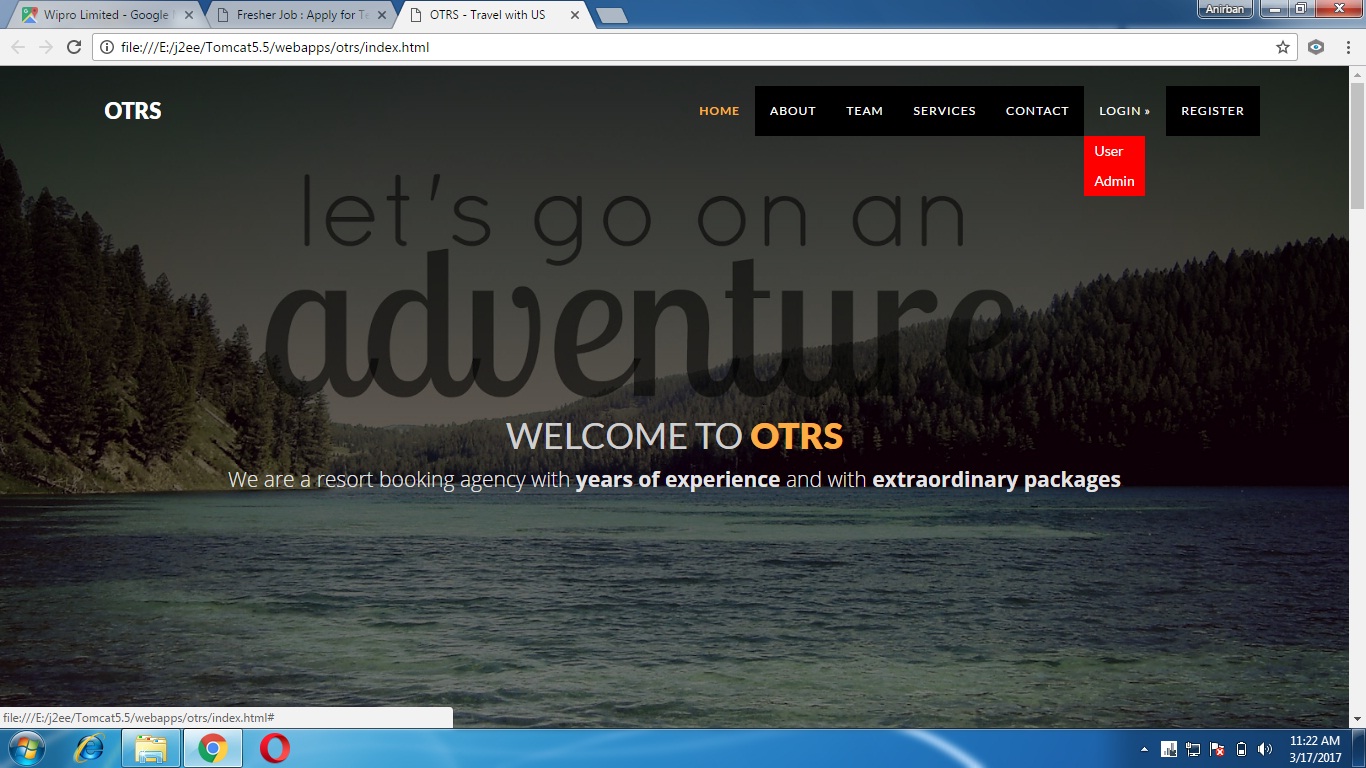 Wipro Limited - Google
Fresher Job : Apply for Te
OTRS - Travel with US
Anirban
file:///E:/j2ee/Tomcat5.5/webapps/otrs/index.html
OTRS
HOME
ABOUT
TEAM
SERVICES
CONTACT
LOGIN »
REGISTER
User
Admin
let's go on an
adventure
WELCOME TO OTRS
We are a resort booking agency with years of experience and with extraordinary packages
file:///E:/j2ee/Tomcat5.5/webapps/otrs/index.html#
11:22 AM
3/17/2017